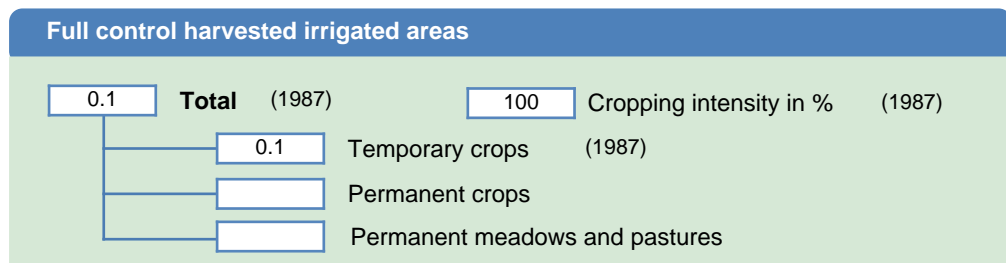 Full control harvested irrigated areas
0.1 Total (1987) 100 Cropping intensity in % (1987)
0.1 Temporary crops (1987)
Permanent crops
Permanent meadows and pastures